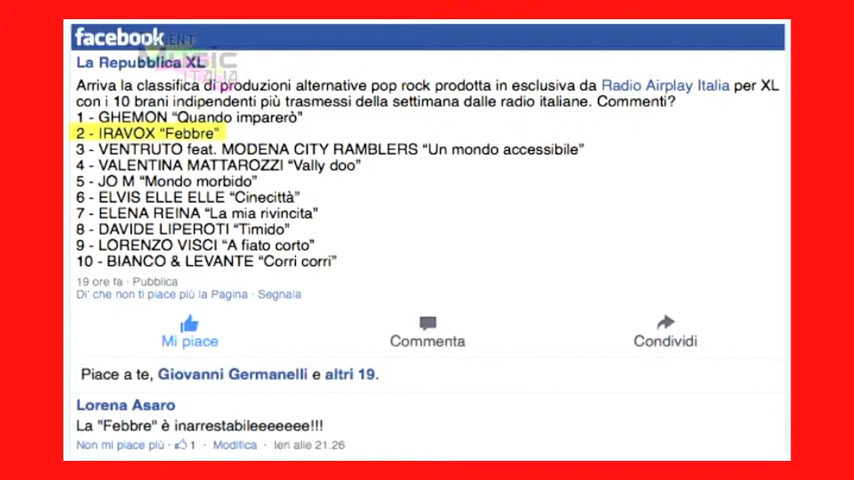 facebook
ENT
MUSIC
ITALIA
La Repubblica XL
Arriva la classifica di produzioni alternative pop rock prodotta in esclusiva da Radio Airplay Italia per XL
con i 10 brani indipendenti più trasmessi della settimana dalle radio italiane. Commenti?
1 - GHEMON “Quando imparerò”
2 - IRAVOX “Febbre”
3 - VENTRUTO feat. MODENA CITY RAMBLERS “Un mondo accessibile”
4 - VALENTINA MATTAROZZI “Vally doo”
5 - JO M “Mondo morbido”
6 - ELVIS ELLE ELLE “Cinecittà”
7 - ELENA REINA “La mia rivincita”
8 - DAVIDE LIPEROTI “Timido”
9 - LORENZO VISCI “A fiato corto”
10 - BIANCO & LEVANTE “Corri corri”
19 ore fa · Pubblica
Di' che non ti piace più la Pagina · Segnala
Mi piace Commenta Condividi
Piace a te, Giovanni Germanelli e altri 19.
Lorena Asaro
La "Febbre" è inarrestabileeeeeee!!!
Non mi piace più · 1 · Modifica · Ieri alle 21.26